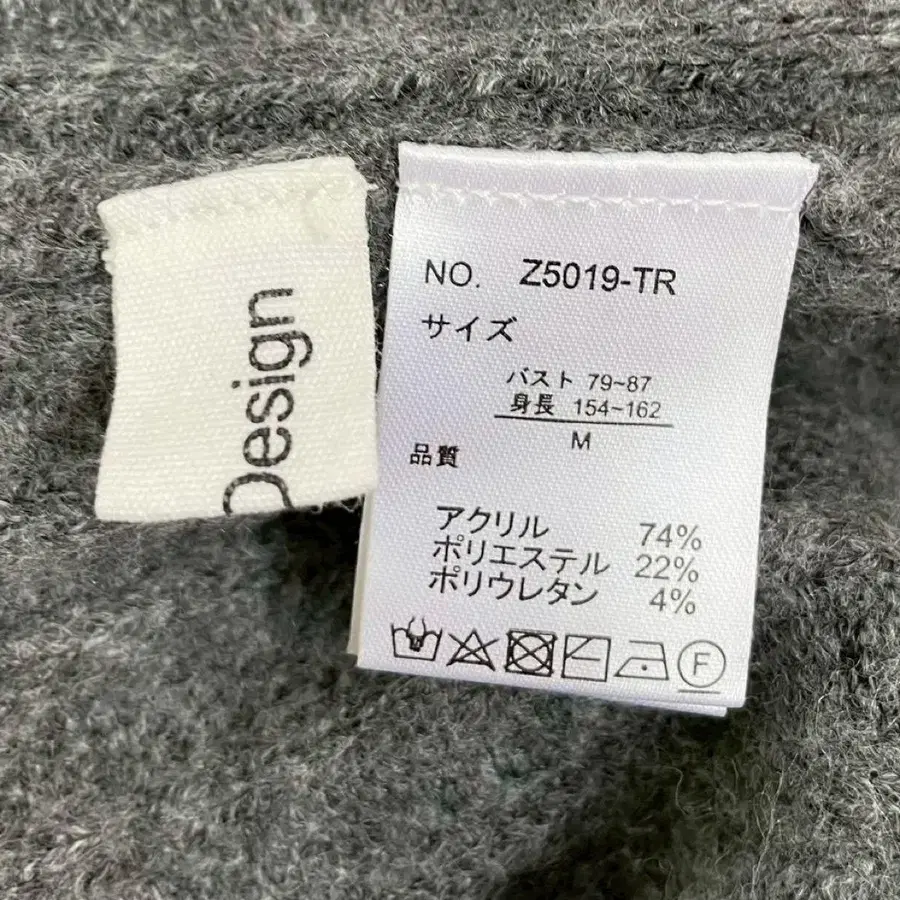 Design
NO. Z5019-TR
サイズ
バスト 79~87
身長 154~162
M
品質
アクリル 74%
ポリエステル 22%
ポリウレタン 4%
F